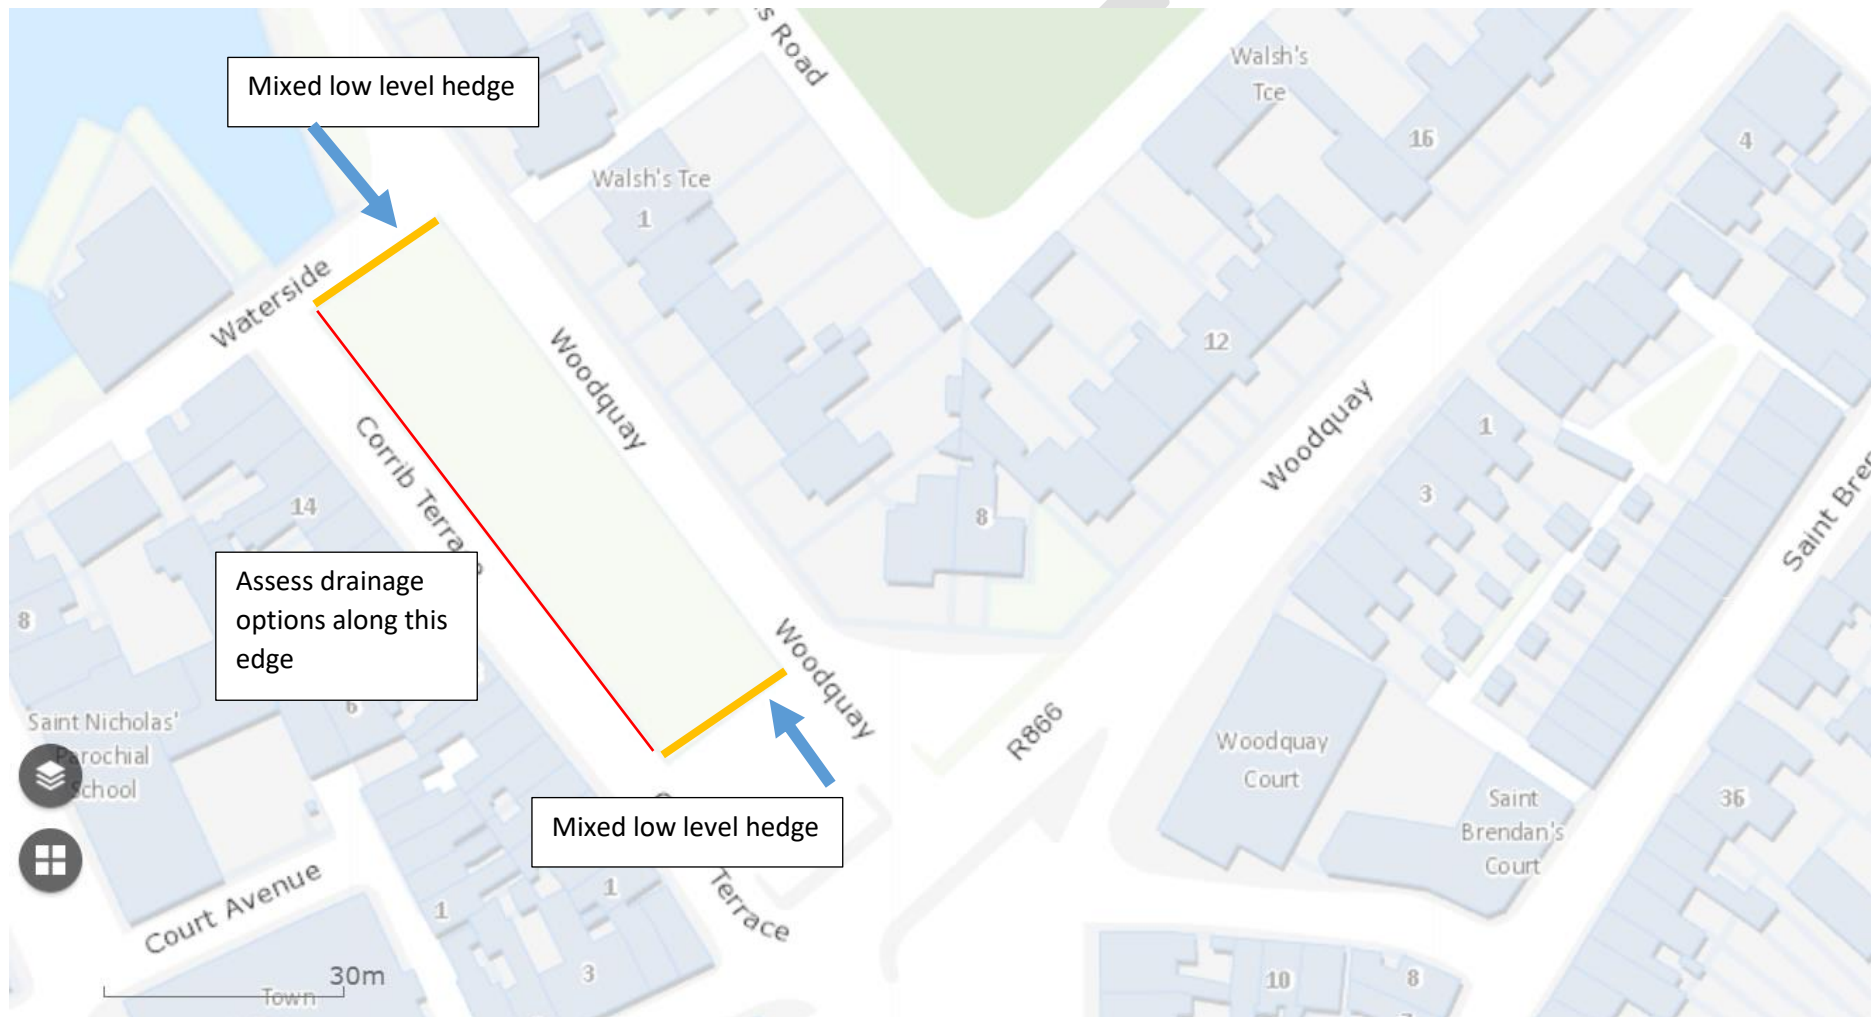 s Road
Mixed low level hedge
Walsh's
Tce
16
4
Walsh's Tce
1
Waterside
Woodquay
12
Woodquay
Corrib Terrace
1
3
14
8
Saint Bre
Assess drainage
options along this
edge
8
6
Woodquay
Saint Nicholas'
Parochial
School
R866
Woodquay
Court
Saint
Brendan's
Court
36
Mixed low level hedge
Terrace
Court Avenue
1
1
3
30m
Town
10
8